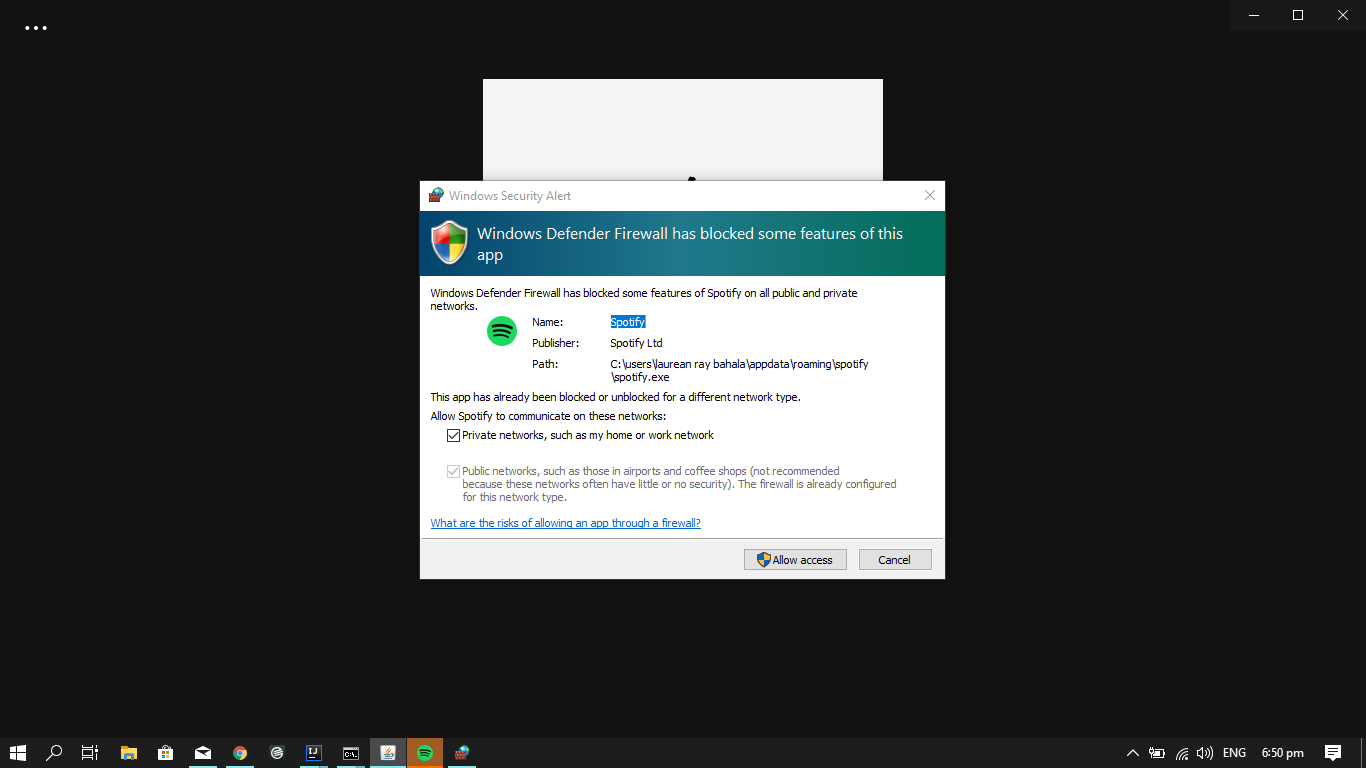 Windows Security Alert
Windows Defender Firewall has blocked some features of this
app
Windows Defender Firewall has blocked some features of Spotify on all public and private
networks.
Name: Spotify
Publisher: Spotify Ltd
Path: C:\users\laurean ray bahala\appdata\roaming\spotify
\spotify.exe
This app has already been blocked or unblocked for a different network type.
Allow Spotify to communicate on these networks:
Private networks, such as my home or work network
Public networks, such as those in airports and coffee shops (not recommended
because these networks often have little or no security). The firewall is already configured
for this network type.
What are the risks of allowing an app through a firewall?
Allow access Cancel
IJ C:\. ENG 6:50 pm